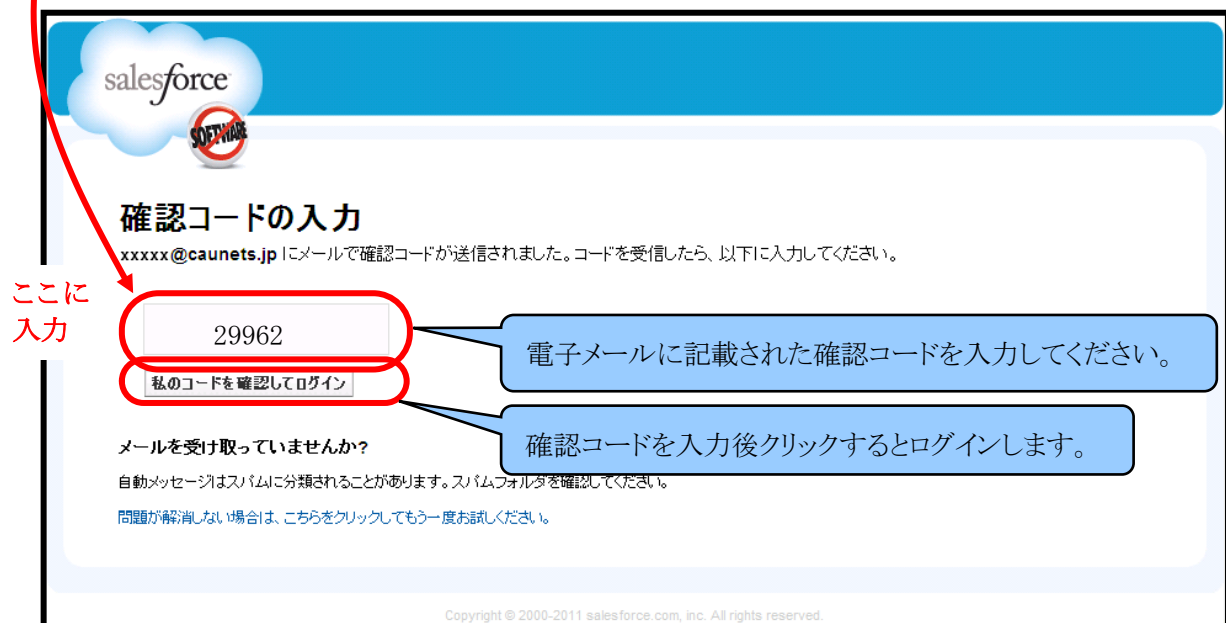 salesforce
SOFTWARE
確認コードの入力
xxxxx@caunets.jp にメールで確認コードが送信されました。コードを受信したら、以下に入力してください。
ここに
入力
29962
電子メールに記載された確認コードを入力してください。
私のコードを確認してログイン
確認コードを入力後クリックするとログインします。
メールを受け取っていませんか?
自動メッセージはスパムに分類されることがあります。スパムフォルダを確認してください。
問題が解消しない場合は、こちらをクリックしてもう一度お試しください。
Copyright © 2000-2011 salesforce.com, inc. All rights reserved.